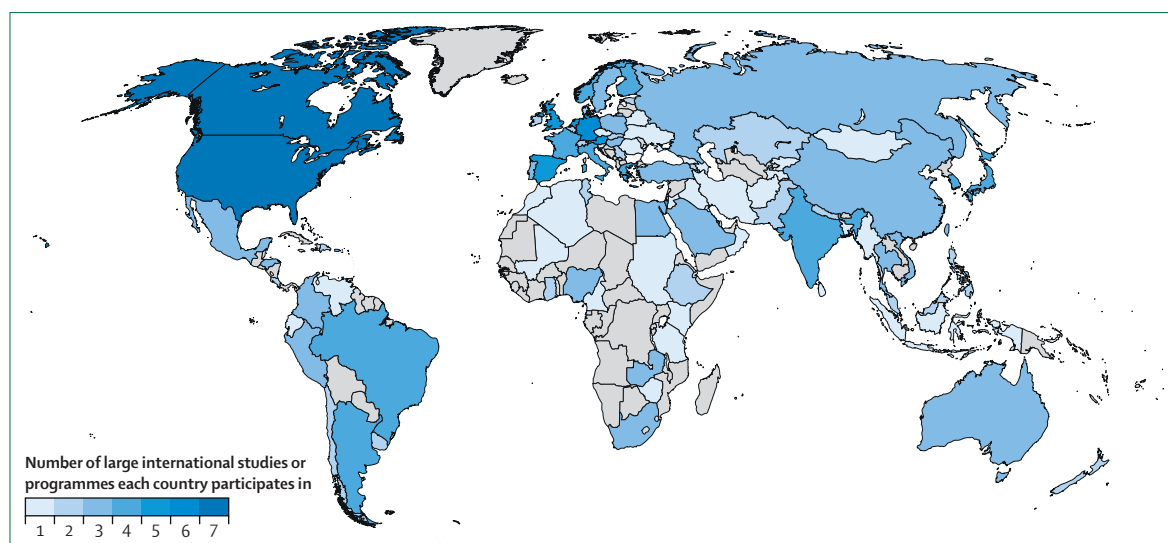 Number of large international studies or
programmes each country participates in
1 2 3 4 5 6 7